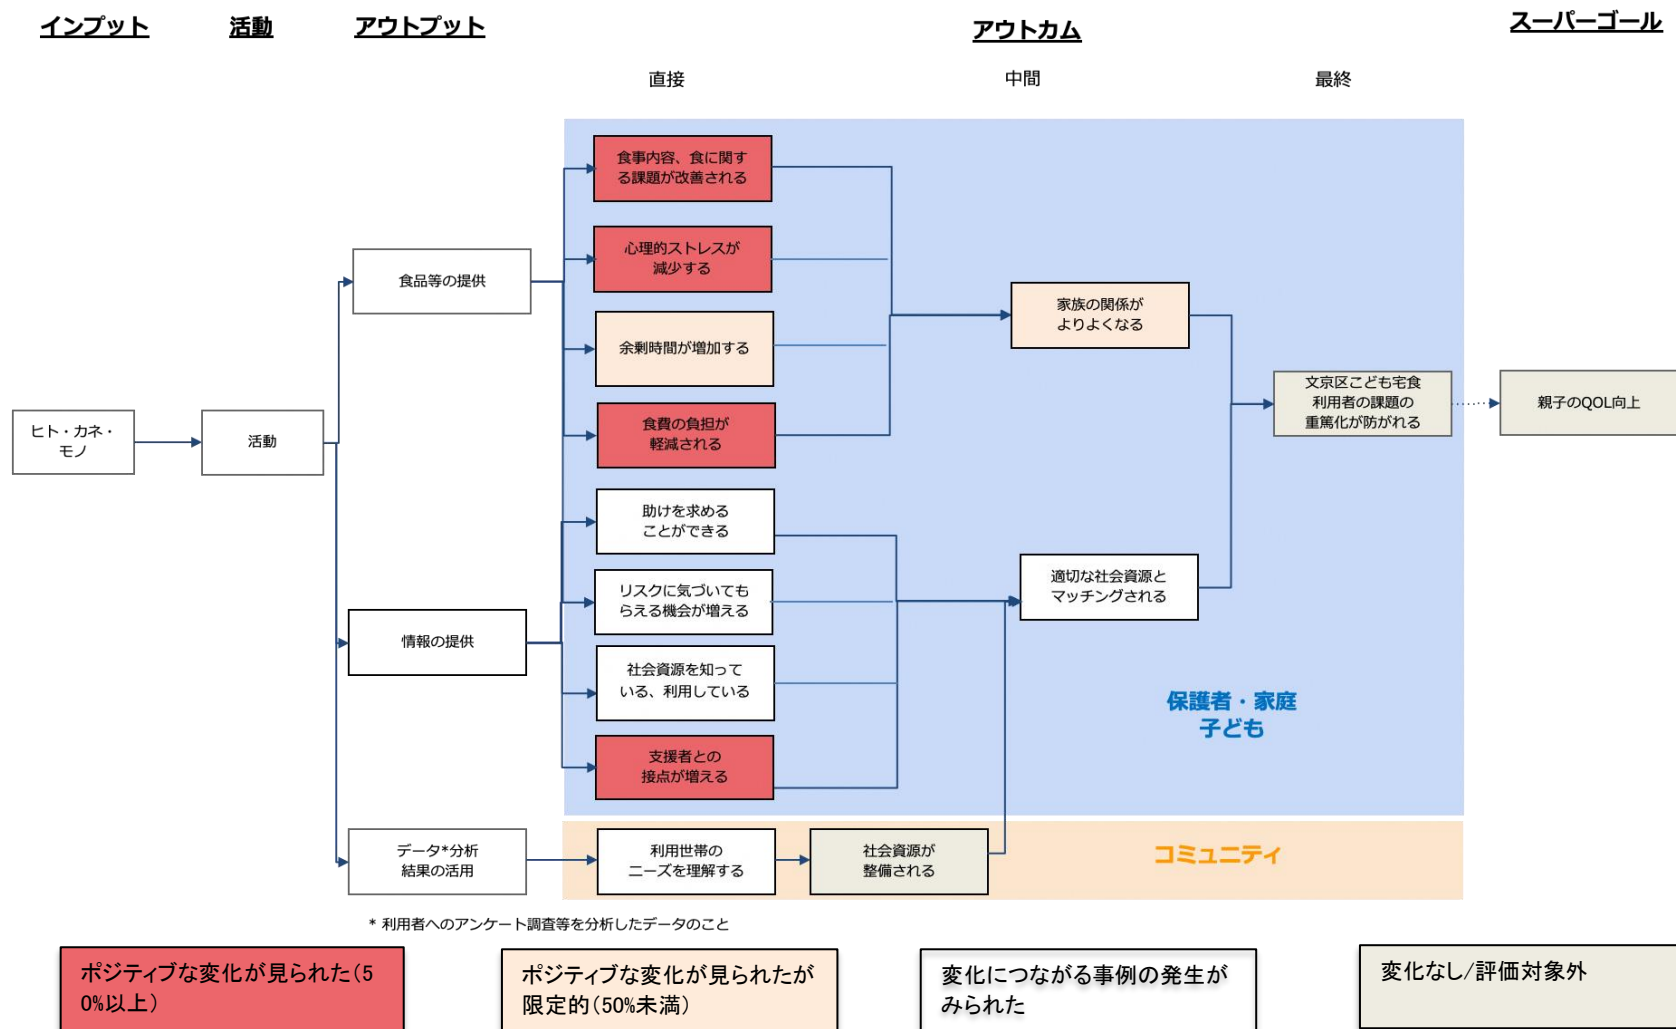 インプット
活動
アウトプット
アウトカム
スーパーゴール
直接
中間
最終
食事内容、食に関す
る課題が改善される
心理的ストレスが
減少する
食品等の提供
余剰時間が増加する
家族の関係が
よりよくなる
食費の負担が
軽減される
文京区こども宅食
利用者の課題の
重篤化が防がれる
親子のQOL向上
ヒト・カネ・
モノ
活動
助けを求める
ことができる
リスクに気づいても
らえる機会が増える
適切な社会資源と
マッチングされる
情報の提供
社会資源を知って
いる、利用している
保護者・家庭
子ども
支援者との
接点が増える
データ*分析
結果の活用
利用世帯の
ニーズを理解する
社会資源が
整備される
コミュニティ
* 利用者へのアンケート調査等を分析したデータのこと
ポジティブな変化が見られた(5
0%以上)
ポジティブな変化が見られたが
限定的(50%未満)
変化につながる事例の発生が
みられた
変化なし/評価対象外